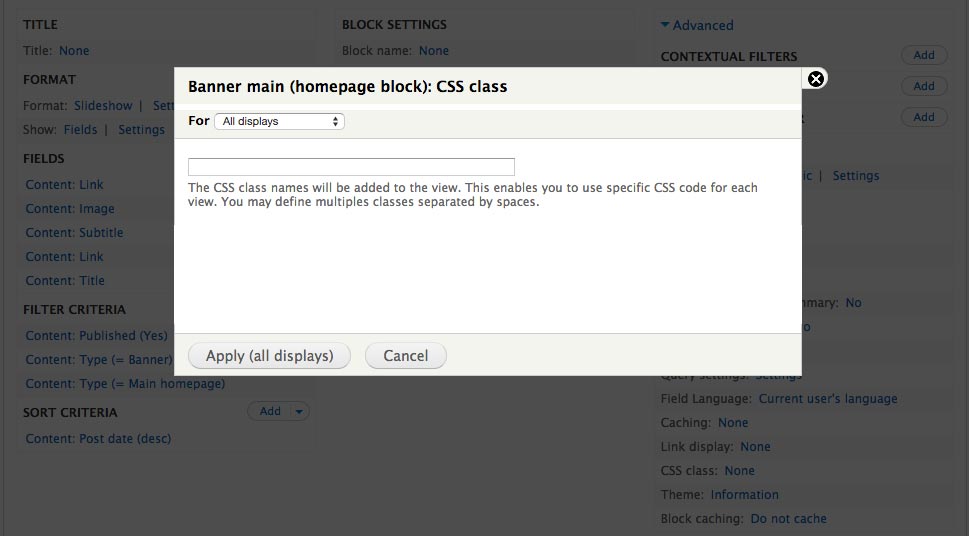 TITLE
Title: None
FORMAT
Format: Slideshow |
Show: Fields | Settings
FIELDS
Content: Link
Content: Image
Content: Subtitle
Content: Link
Content: Title
FILTER CRITERIA
Content: Published (Yes)
Content: Type (= Banner)
Content: Type (= Main homepage)
SORT CRITERIA
Add
Content: Post date (desc)
BLOCK SETTINGS
Block name: None
Banner main (homepage block): CSS class
For All displays
The CSS class names will be added to the view. This enables you to use specific CSS code for each
view. You may define multiples classes separated by spaces.
Apply (all displays) Cancel
Advanced
CONTEXTUAL FILTERS Add
Add
Add
| Settings
No
Query settings: Settings
Field Language: Current user's language
Caching: None
Link display: None
CSS class: None
Theme: Information
Block caching: Do not cache